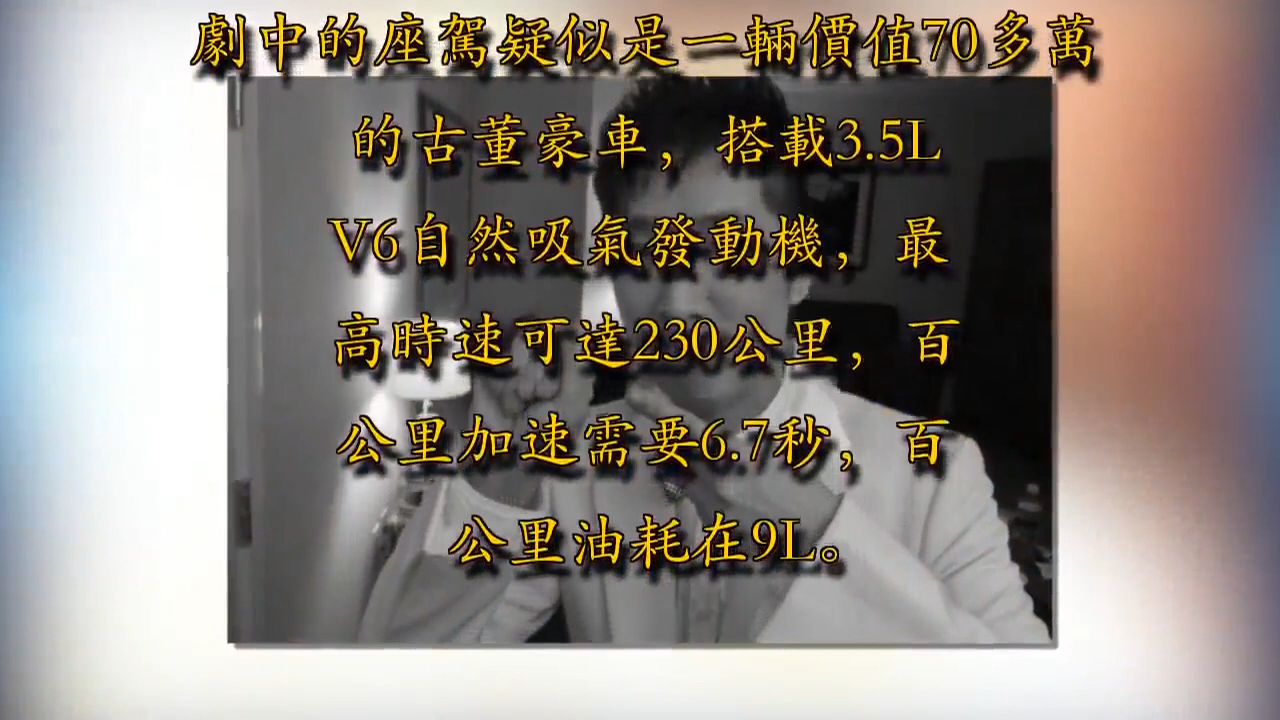 劇中的座駕疑似是一輛價值70多萬
的古董豪車，搭載3.5L
V6自然吸氣發動機，最
高時速可達230公里，百
公里加速需要6.7秒，百
公里油耗在9L。